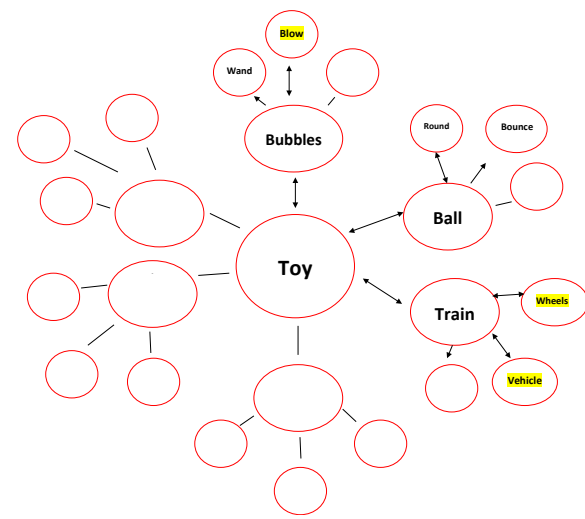 Blow
Wand
Bubbles
Round
Bounce
Ball
Toy
Train
Wheels
Vehicle